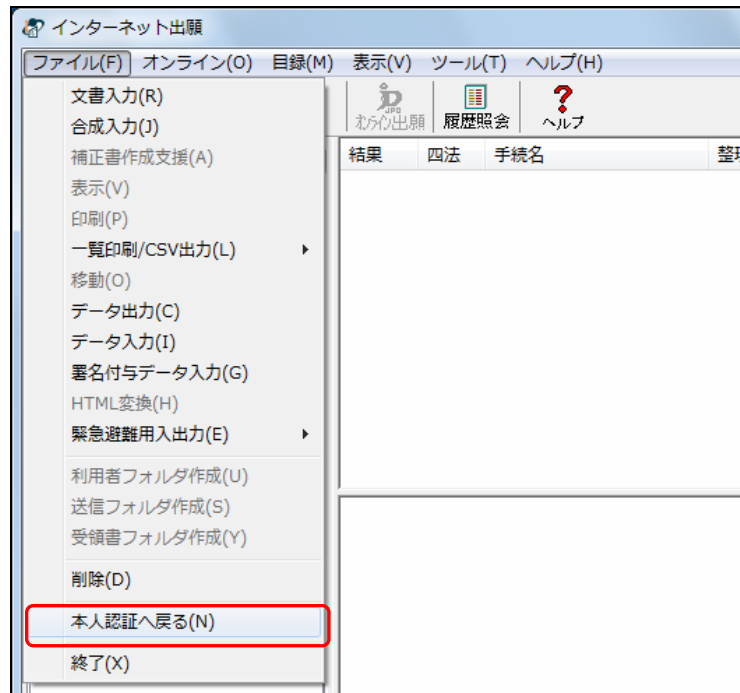 インターネット出願
ファイル(F) オンライン(O) 目録(M) 表示(V) ツール(T) ヘルプ(H)
文書入力(R)
合成入力(J)
補正書作成支援(A)
表示(V)
印刷(P)
一覧印刷/CSV出力(L)
移動(O)
データ出力(C)
データ入力(I)
署名付与データ入力(G)
HTML変換(H)
緊急避難用入出力(E)
利用者フォルダ作成(U)
送信フォルダ作成(S)
受領書フォルダ作成(Y)
削除(D)
本人認証へ戻る(N)
終了(X)
JPO
オンライン出願 履歴照会 ヘルプ
結果 四法 手続名 整理